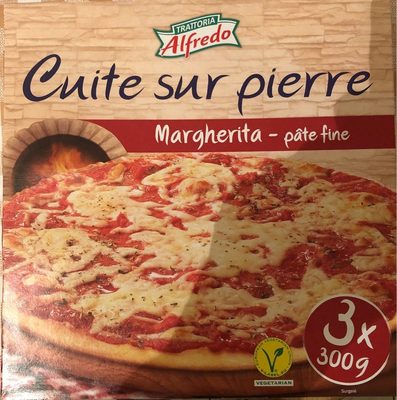 TRATTORIA
Alfredo
Cuite sur pierre
Margherita - pâte fine
3x
300g
VEGETARIAN
Surgelé